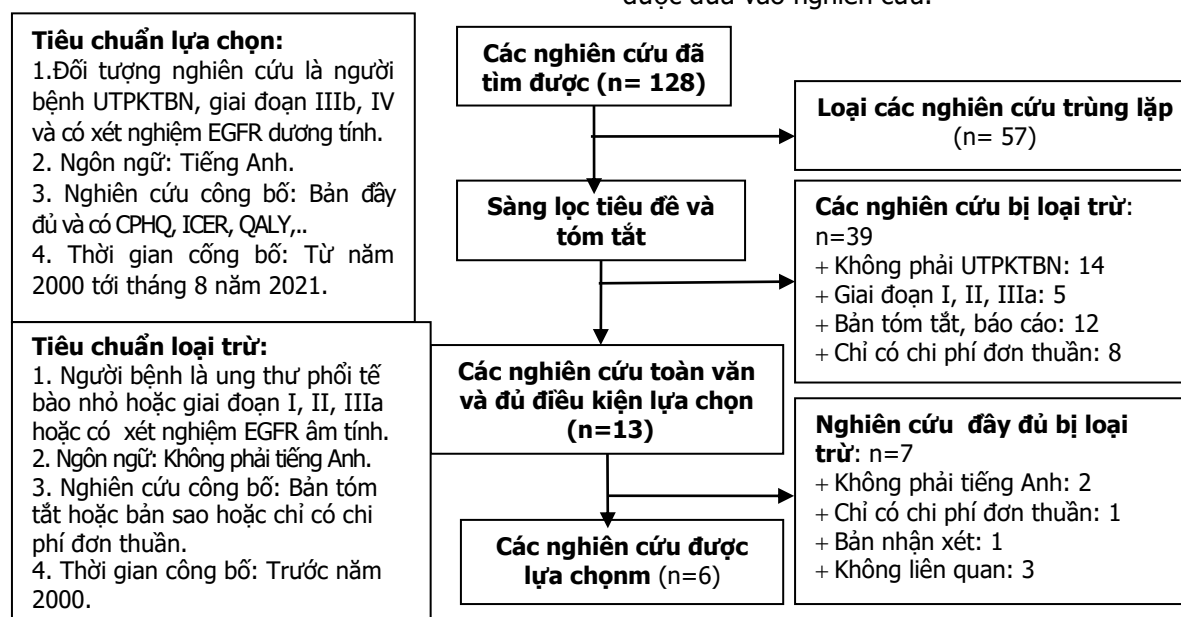 được đưa vào nghiên cứu.
Tiêu chuẩn lựa chọn:
1.Đối tượng nghiên cứu là người
bệnh UTPKTBN, giai đoạn IIIb, IV
và có xét nghiệm EGFR dương tính.
2. Ngôn ngữ: Tiếng Anh.
3. Nghiên cứu công bố: Bản đầy
đủ và có CPHQ, ICER, QALY,..
4. Thời gian cống bố: Từ năm
2000 tới tháng 8 năm 2021.
Tiêu chuẩn loại trừ:
1. Người bệnh là ung thư phổi tế
bào nhỏ hoặc giai đoạn I, II, IIIa
hoặc có xét nghiệm EGFR âm tính.
2. Ngôn ngữ: Không phải tiếng Anh.
3. Nghiên cứu công bố: Bản tóm
tắt hoặc bản sao hoặc chỉ có chi
phí đơn thuần.
4. Thời gian công bố: Trước năm
2000.
Các nghiên cứu đã
tìm được (n= 128)
Loại các nghiên cứu trùng lặp
(n= 57)
Sàng lọc tiêu đề và
tóm tắt
Các nghiên cứu bị loại trừ:
n=39
+ Không phải UTPKTBN: 14
+ Giai đoạn I, II, IIIa: 5
+ Bản tóm tắt, báo cáo: 12
+ Chỉ có chi phí đơn thuần: 8
Các nghiên cứu toàn văn
và đủ điều kiện lựa chọn
(n=13)
Nghiên cứu đầy đủ bị loại
trừ: n=7
+ Không phải tiếng Anh: 2
+ Chỉ có chi phí đơn thuần: 1
+ Bản nhận xét: 1
+ Không liên quan: 3
Các nghiên cứu được
lựa chọnm (n=6)